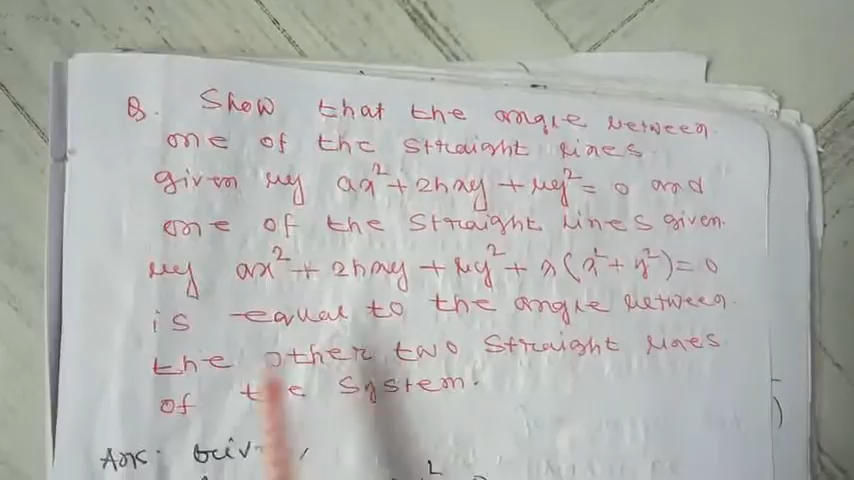 Q. Show that the angle between
one of the straight lines
given by ax²+2hxy+by²=0 and
one of the straight lines given
by ax²+2hxy+by²+λ(x²+y²)=0
is equal to the angle between
the other two straight lines
of the system.
Ans: Given,